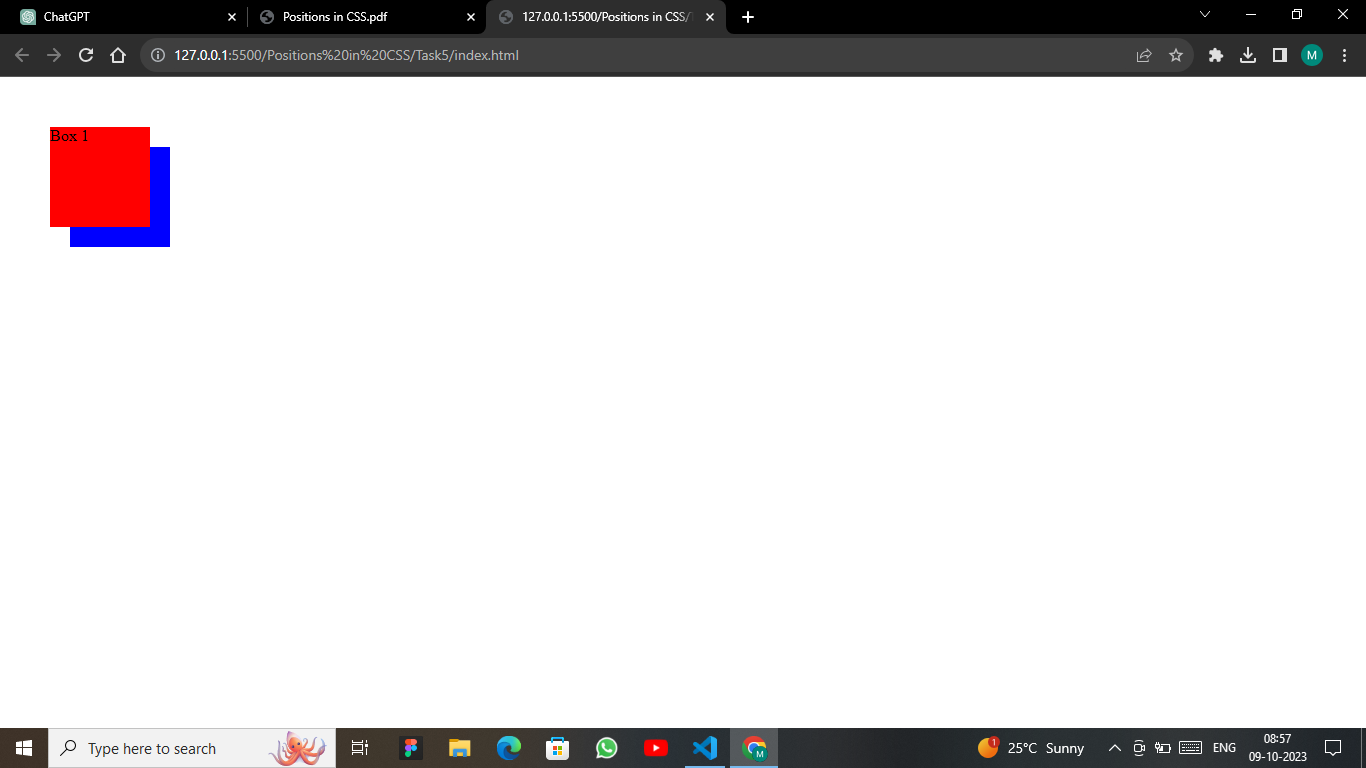 ChatGPT
Positions in CSS.pdf
127.0.0.1:5500/Positions in CSS/
127.0.0.1:5500/Positions%20in%20CSS/Task5/index.html
M
Box 1
Type here to search
1
25°C Sunny
ENG
08:57
09-10-2023
M